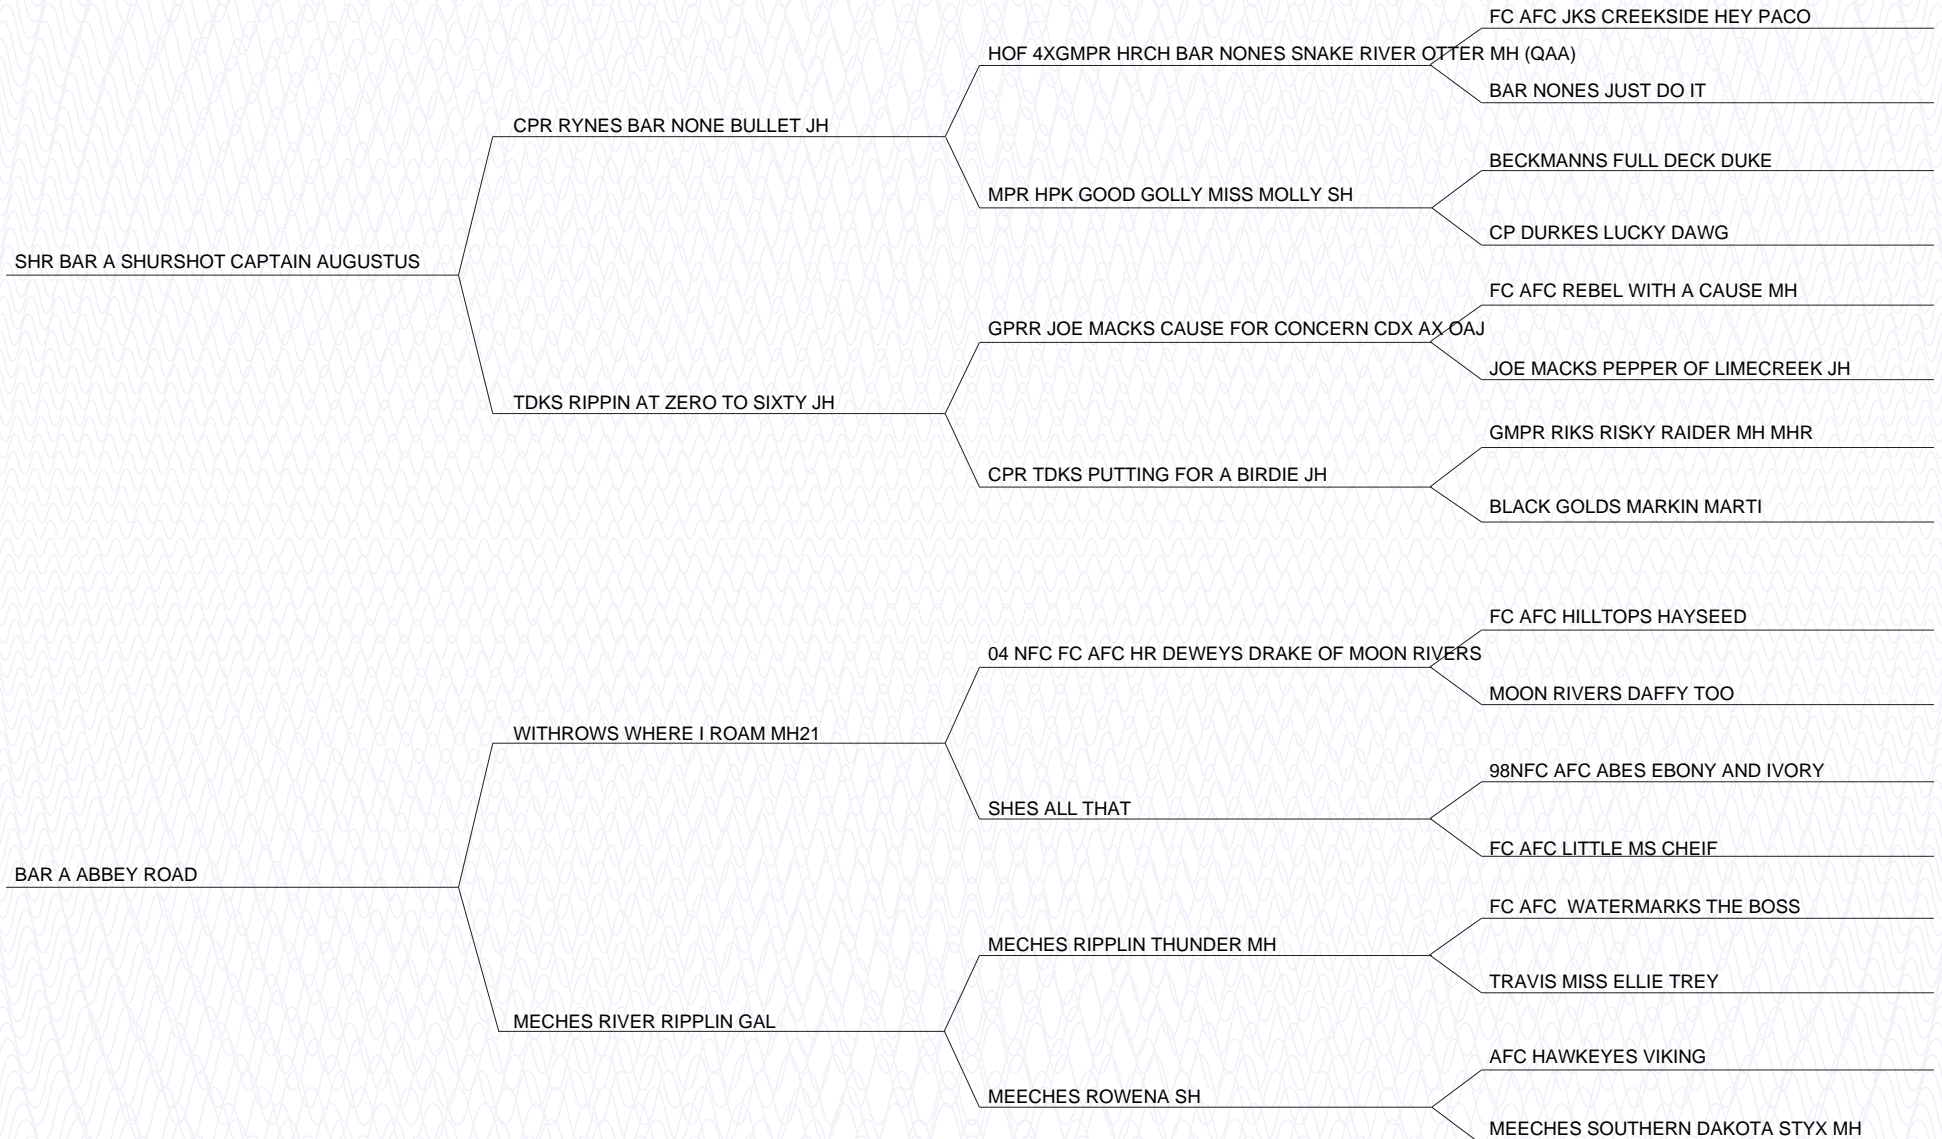 FC AFC JKS CREEKSIDE HEY PACO
HOF 4XGMPR HRCH BAR NONES SNAKE RIVER OTTER MH (QAA)
BAR NONES JUST DO IT
CPR RYNES BAR NONE BULLET JH
BECKMANNS FULL DECK DUKE
MPR HPK GOOD GOLLY MISS MOLLY SH
CP DURKES LUCKY DAWG
SHR BAR A SHURSHOT CAPTAIN AUGUSTUS
FC AFC REBEL WITH A CAUSE MH
GPRR JOE MACKS CAUSE FOR CONCERN CDX AX OAJ
JOE MACKS PEPPER OF LIMECREEK JH
TDKS RIPPIN AT ZERO TO SIXTY JH
GMPR RIKS RISKY RAIDER MH MHR
CPR TDKS PUTTING FOR A BIRDIE JH
BLACK GOLDS MARKIN MARTI
FC AFC HILLTOPS HAYSEED
04 NFC FC AFC HR DEWEYS DRAKE OF MOON RIVERS
MOON RIVERS DAFFY TOO
WITHROWS WHERE I ROAM MH21
98NFC AFC ABES EBONY AND IVORY
SHES ALL THAT
FC AFC LITTLE MS CHEIF
BAR A ABBEY ROAD
FC AFC  WATERMARKS THE BOSS
MECHES RIPPLIN THUNDER MH
TRAVIS MISS ELLIE TREY
MECHES RIVER RIPPLIN GAL
AFC HAWKEYES VIKING
MEECHES ROWENA SH
MEECHES SOUTHERN DAKOTA STYX MH